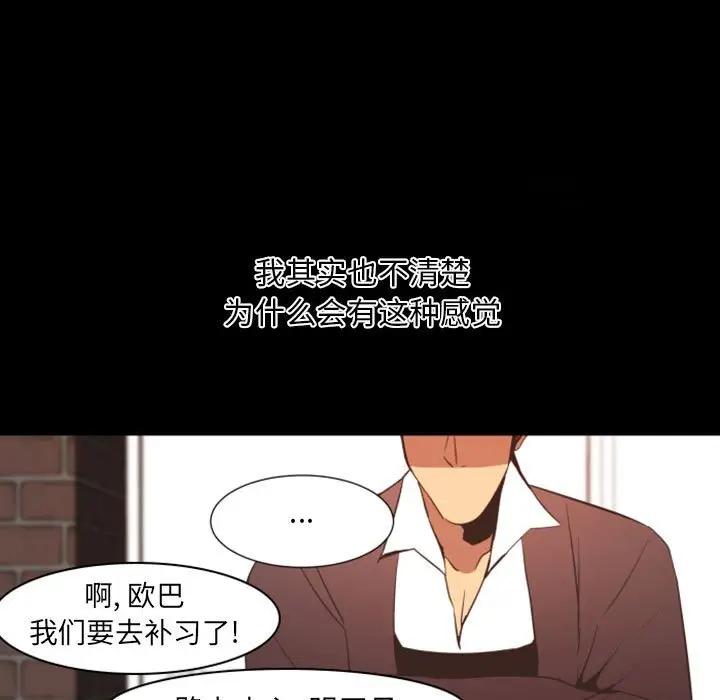 我其实也不清楚
为什么会有这种感觉
...
啊, 欧巴
我们要去补习了!